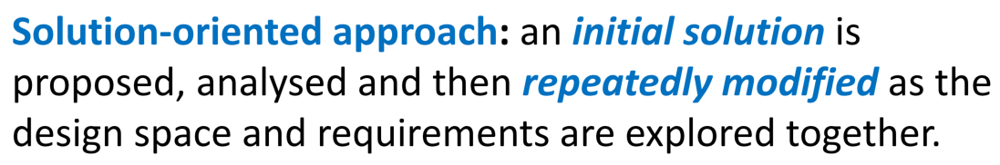 Solution-oriented approach: an initial solution is
proposed, analysed and then repeatedly modified as the
design space and requirements are explored together.